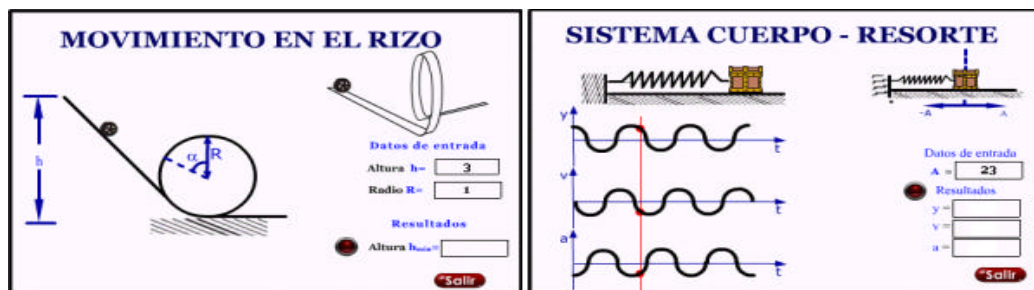 MOVIMIENTO EN EL RIZO
h
α
R
Datos de entrada
Altura h= 3
Radio R= 1
Resultados
Altura hmin=
Salir
SISTEMA CUERPO - RESORTE
-A
A
y
t
v
t
a
t
Datos de entrada
A = 23
Resultados
y =
v =
a =
Salir